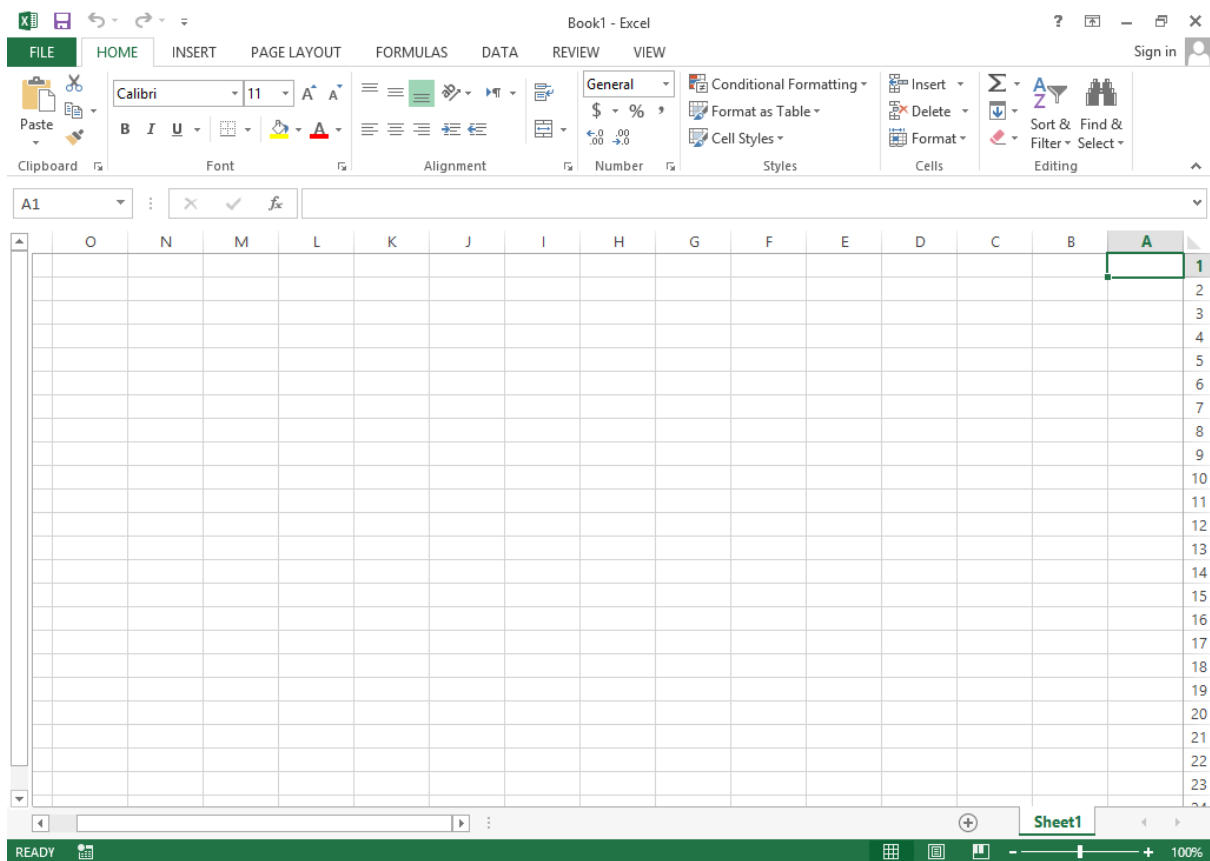 Book1 - Excel
FILE HOME INSERT PAGE LAYOUT FORMULAS DATA REVIEW VIEW Sign in
Calibri 11 General Conditional Formatting Insert
Paste B I U A $ % , Format as Table Delete Sort & Find &
Cell Styles Format Filter Select
Clipboard Font Alignment Number Styles Cells Editing
A1 fx
O N M L K J I H G F E D C B A
1
2
3
4
5
6
7
8
9
10
11
12
13
14
15
16
17
18
19
20
21
22
23
Sheet1
READY 100%